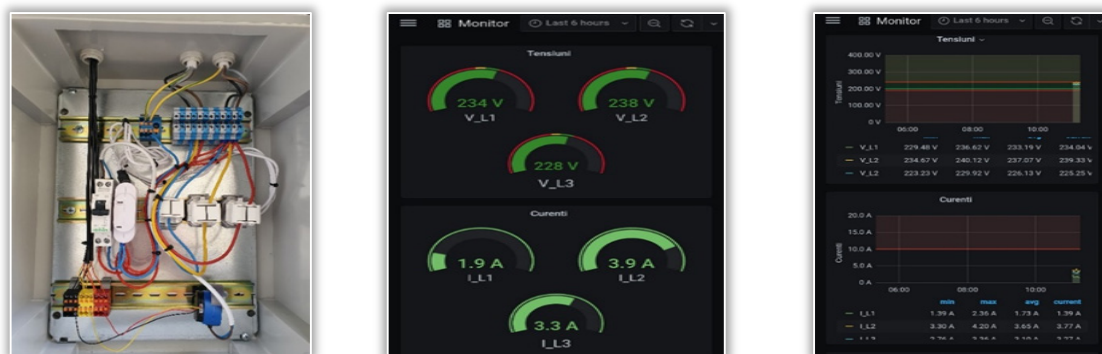 Monitor Last 6 hours
Tensiuni
234 V
V_L1
238 V
V_L2
228 V
V_L3
Curenti
1.9 A
I_L1
3.9 A
I_L2
3.3 A
I_L3
Monitor Last 6 hours
Tensiuni
400.00 V
300.00 V
200.00 V
100.00 V
0 V
Tensiuni
06:00 08:00 10:00
min max avg current
V_L1 229.48 V 236.62 V 233.19 V 234.04 V
V_L2 234.67 V 240.12 V 237.07 V 239.33 V
V_L2 223.23 V 229.92 V 226.13 V 225.25 V
Curenti
20.0 A
15.0 A
10.0 A
5.0 A
0 A
Curenti
06:00 08:00 10:00
min max avg current
I_L1 1.39 A 2.36 A 1.73 A 1.39 A
I_L2 3.30 A 4.20 A 3.65 A 3.77 A